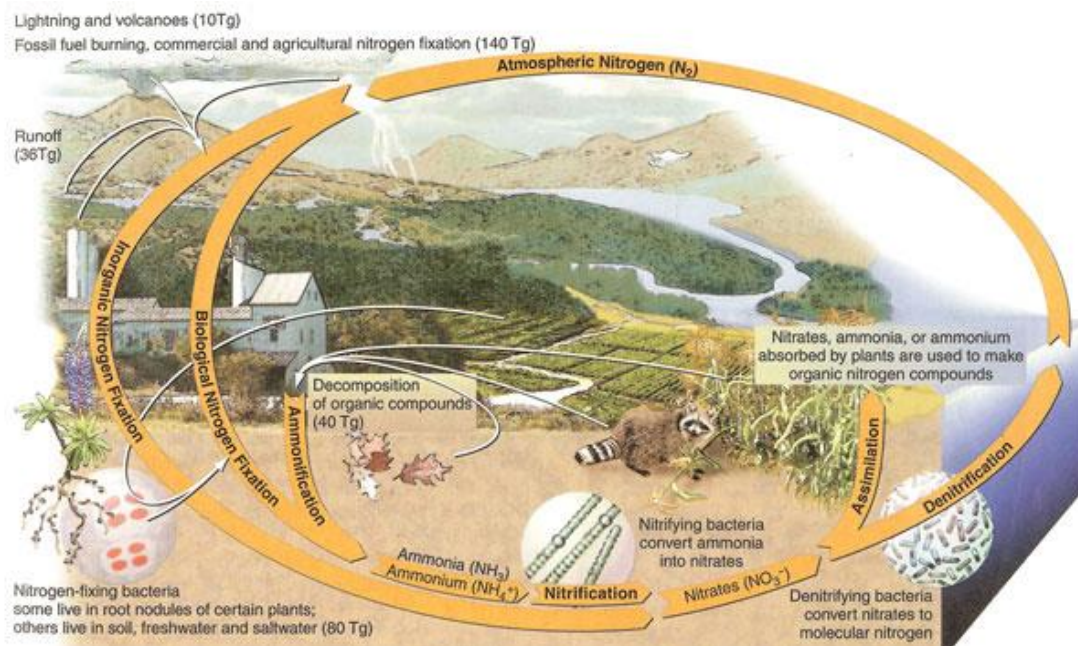 Lightning and volcanoes (10Tg)
Fossil fuel burning, commercial and agricultural nitrogen fixation (140 Tg)
Atmospheric Nitrogen (N₂)
Runoff
(36Tg)
Inorganic Nitrogen Fixation
Biological Nitrogen Fixation
Ammonification
Decomposition
of organic compounds
(40 Tg)
Nitrates, ammonia, or ammonium
absorbed by plants are used to make
organic nitrogen compounds
Assimilation
Denitrification
Nitrifying bacteria
convert ammonia
into nitrates
Ammonia (NH₃)
Ammonium (NH₄⁺)
Nitrification
Nitrates (NO₃⁻)
Nitrogen-fixing bacteria
some live in root nodules of certain plants;
others live in soil, freshwater and saltwater (80 Tg)
Denitrifying bacteria
convert nitrates to
molecular nitrogen